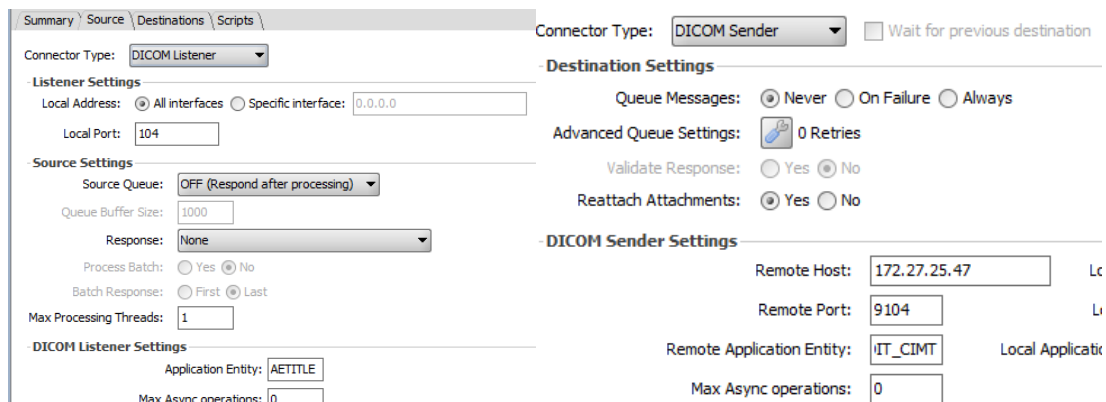 Summary Source Destinations Scripts
Connector Type: DICOM Listener
Listener Settings
Local Address: All interfaces Specific interface: 0.0.0.0
Local Port: 104
Source Settings
Source Queue: OFF (Respond after processing)
Queue Buffer Size: 1000
Response: None
Process Batch: Yes No
Batch Response: First Last
Max Processing Threads: 1
DICOM Listener Settings
Application Entity: AETITLE
Max Async operations: 0
Connector Type: DICOM Sender Wait for previous destination
Destination Settings
Queue Messages: Never On Failure Always
Advanced Queue Settings: 0 Retries
Validate Response: Yes No
Reattach Attachments: Yes No
DICOM Sender Settings
Remote Host: 172.27.25.47
Remote Port: 9104
Remote Application Entity: IT_CIMT Local
Max Async operations: 0